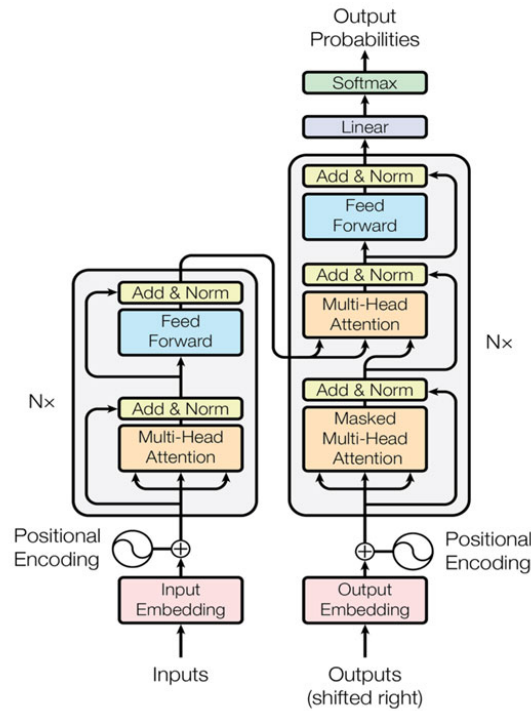 Output
Probabilities
Softmax
Linear
Add & Norm
Feed
Forward
Add & Norm
Multi-Head
Attention
Add & Norm
Masked
Multi-Head
Attention
N×
Positional
Encoding
Output
Embedding
Outputs
(shifted right)
Add & Norm
Feed
Forward
Add & Norm
Multi-Head
Attention
N×
Positional
Encoding
Input
Embedding
Inputs